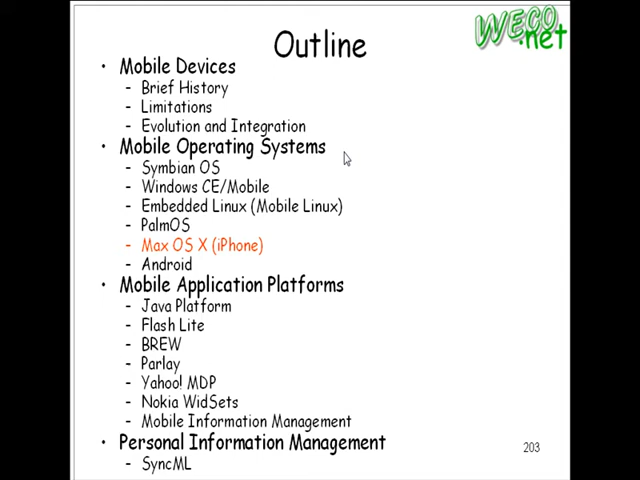 WECO
.net
Outline
• Mobile Devices
- Brief History
- Limitations
- Evolution and Integration
• Mobile Operating Systems
- Symbian OS
- Windows CE/Mobile
- Embedded Linux (Mobile Linux)
- PalmOS
- Max OS X (iPhone)
- Android
• Mobile Application Platforms
- Java Platform
- Flash Lite
- BREW
- Parlay
- Yahoo! MDP
- Nokia WidSets
- Mobile Information Management
• Personal Information Management
- SyncML
203